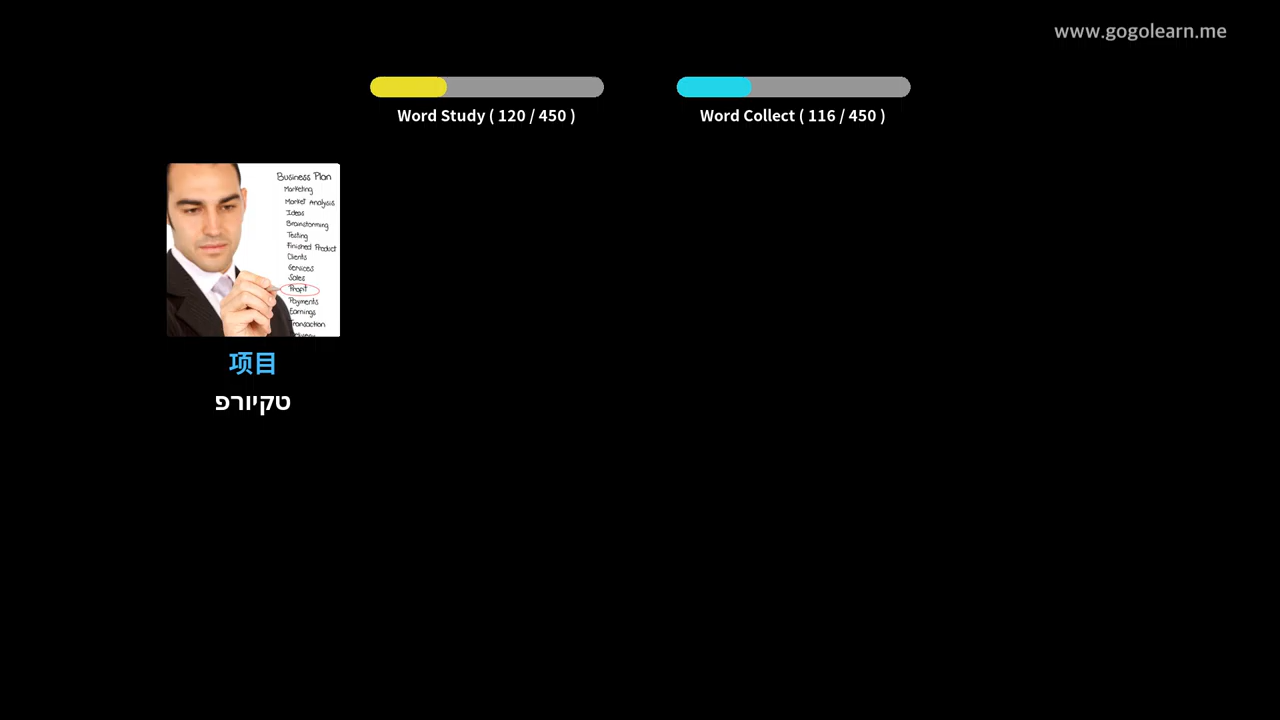 www.gogolearn.me
Word Study ( 120 / 450 )
Word Collect ( 116 / 450 )
Business Plan
Marketing
Market Analysis
Ideas
Brainstorming
Testing
Finished Product
Clients
Services
Sales
Profit
Payments
Earnings
Transaction
项目
טקיורפ